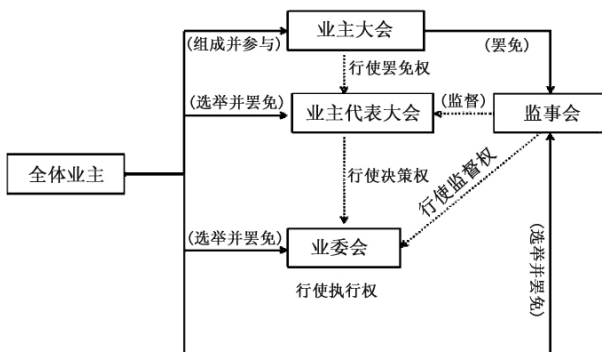 业主大会
(组成并参与)
(罢免)
行使罢免权
(选举并罢免)
业主代表大会
(监督)
监事会
全体业主
行使决策权
行使监督权
(选举并罢免)
业委会
(选举并罢免)
行使执行权